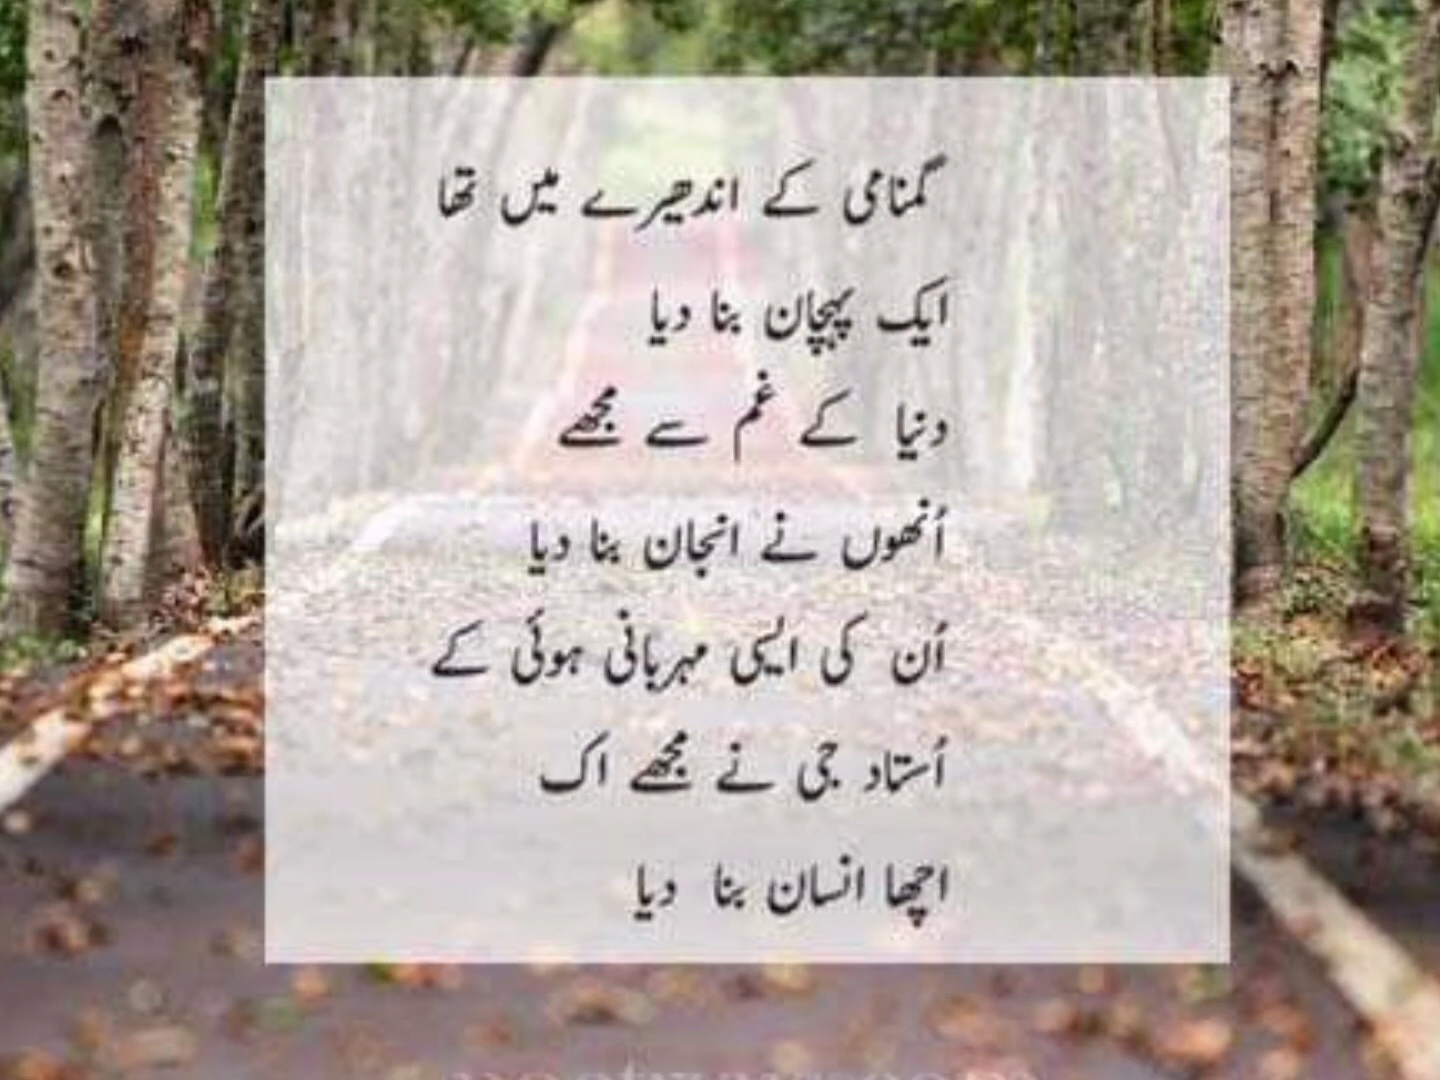 گمنامی کے اندھیرے میں تھا
ایک پہچان بنا دیا
دنیا کے غم سے مجھے
اُنھوں نے انجان بنا دیا
اُن کی ایسی مہربانی ہوئی کے
اُستاد جی نے مجھے اک
اچھا انسان بنا دیا